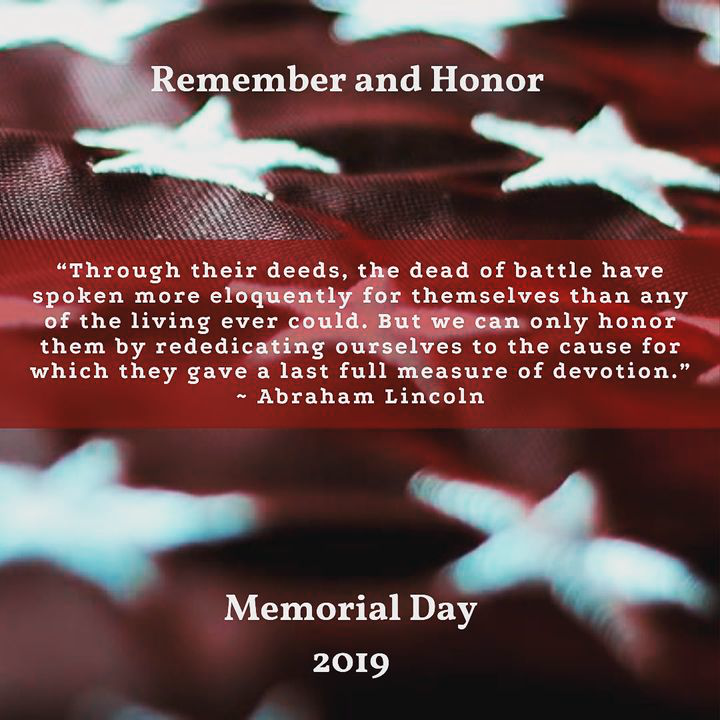 Remember and Honor
“Through their deeds, the dead of battle have
spoken more eloquently for themselves than any
of the living ever could. But we can only honor
them by rededicating ourselves to the cause for
which they gave a last full measure of devotion.”
~ Abraham Lincoln
Memorial Day
2019